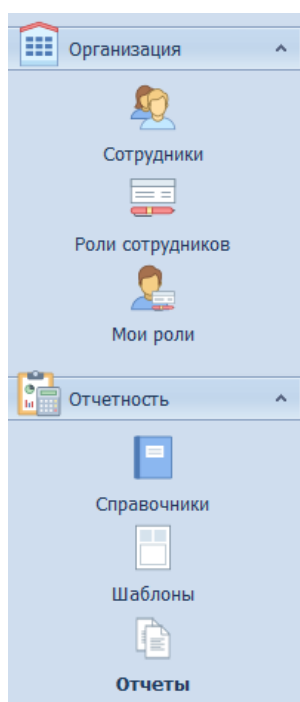 Организация
Сотрудники
Роли сотрудников
Мои роли
Отчетность
Справочники
Шаблоны
Отчеты